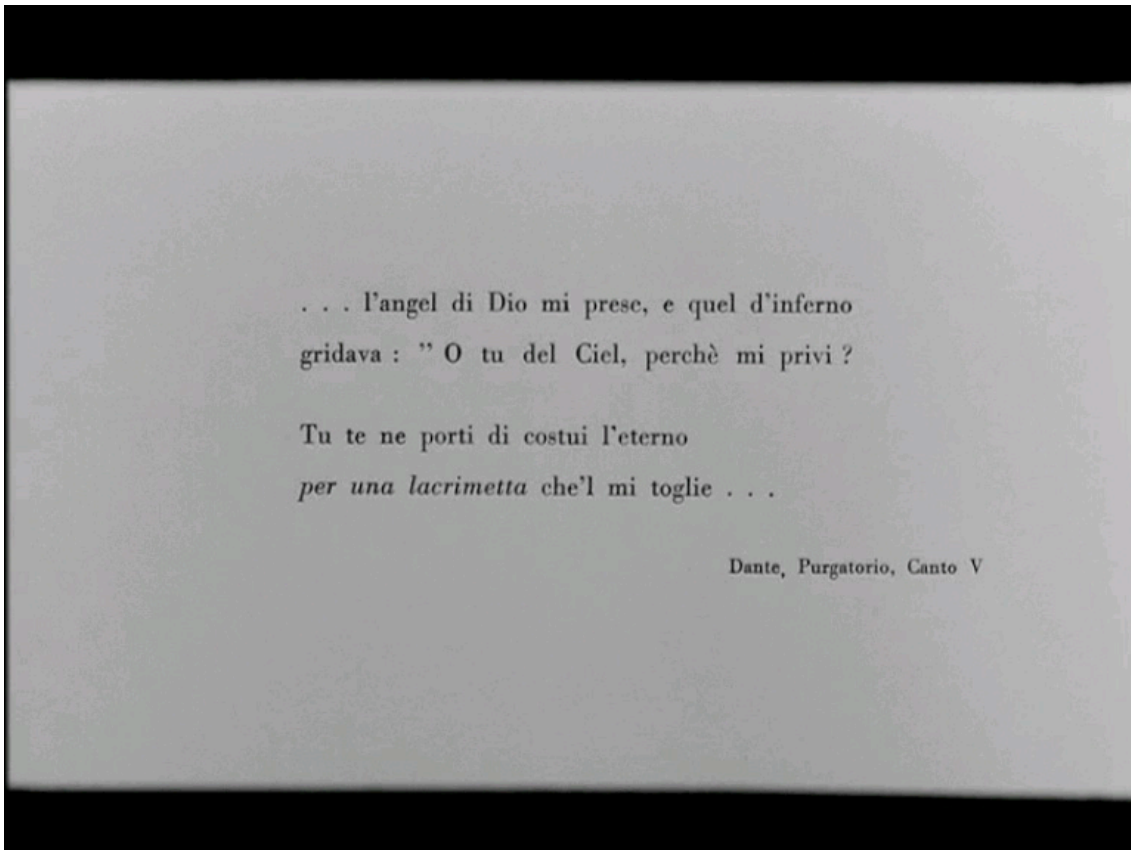 . . . l'angel di Dio mi prese, e quel d'inferno
gridava : " O tu del Ciel, perchè mi privi ?
Tu te ne porti di costui l'eterno
per una lacrimetta che'l mi toglie . . .
Dante, Purgatorio, Canto V